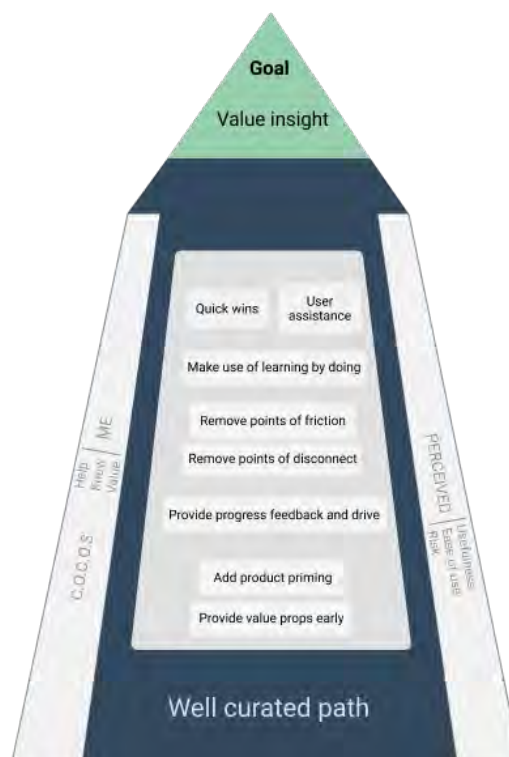 Goal
Value insight
Quick wins
User
assistance
Make use of learning by doing
Remove points of friction
Remove points of disconnect
Provide progress feedback and drive
Add product priming
Provide value props early
Well curated path
C.O.C.O.S
Help
Know
Value
ME
PERCEIVED
Usefulness
Ease of use
Risk